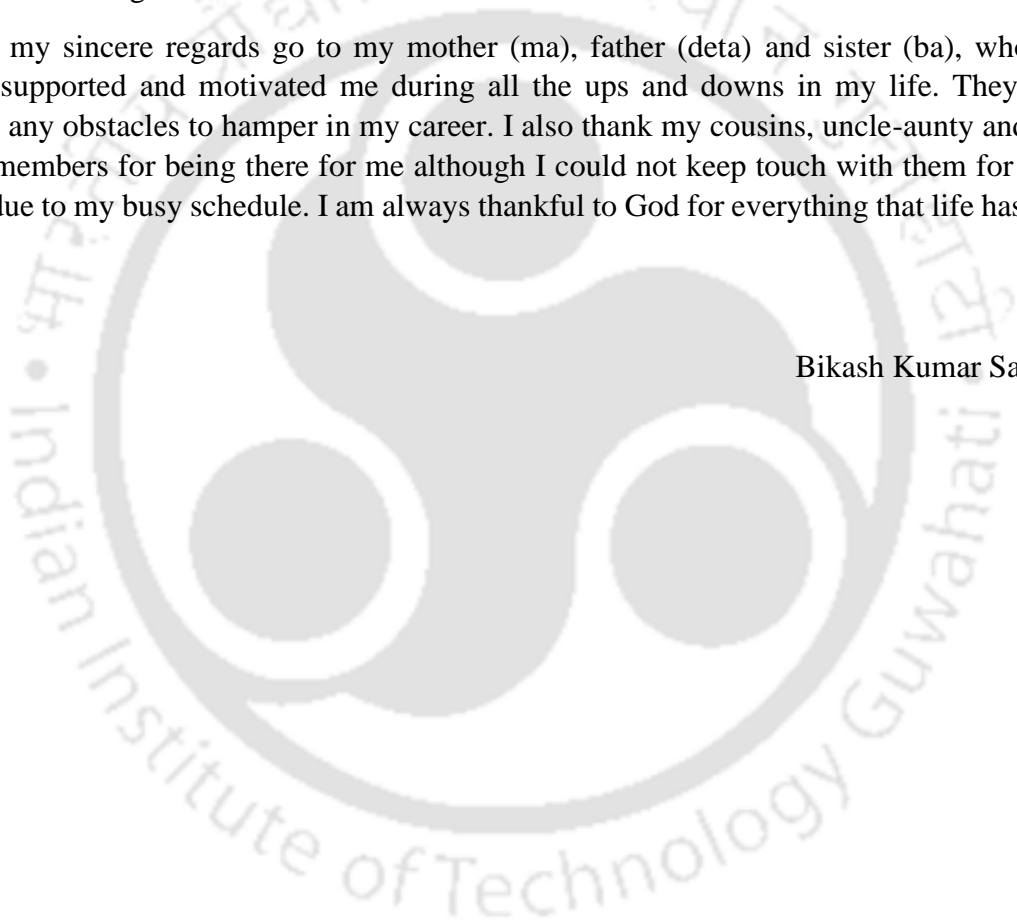 my sincere regards go to my mother (ma), father (deta) and sister (ba),
supported and motivated me during all the ups and downs in my life. They
any obstacles to hamper in my career. I also thank my cousins, uncle-aunty and
members for being there for me although I could not keep touch with them for
due to my busy schedule. I am always thankful to God for everything that life has
Bikash Kumar Sa
Indian Institute of Technology Guwahati